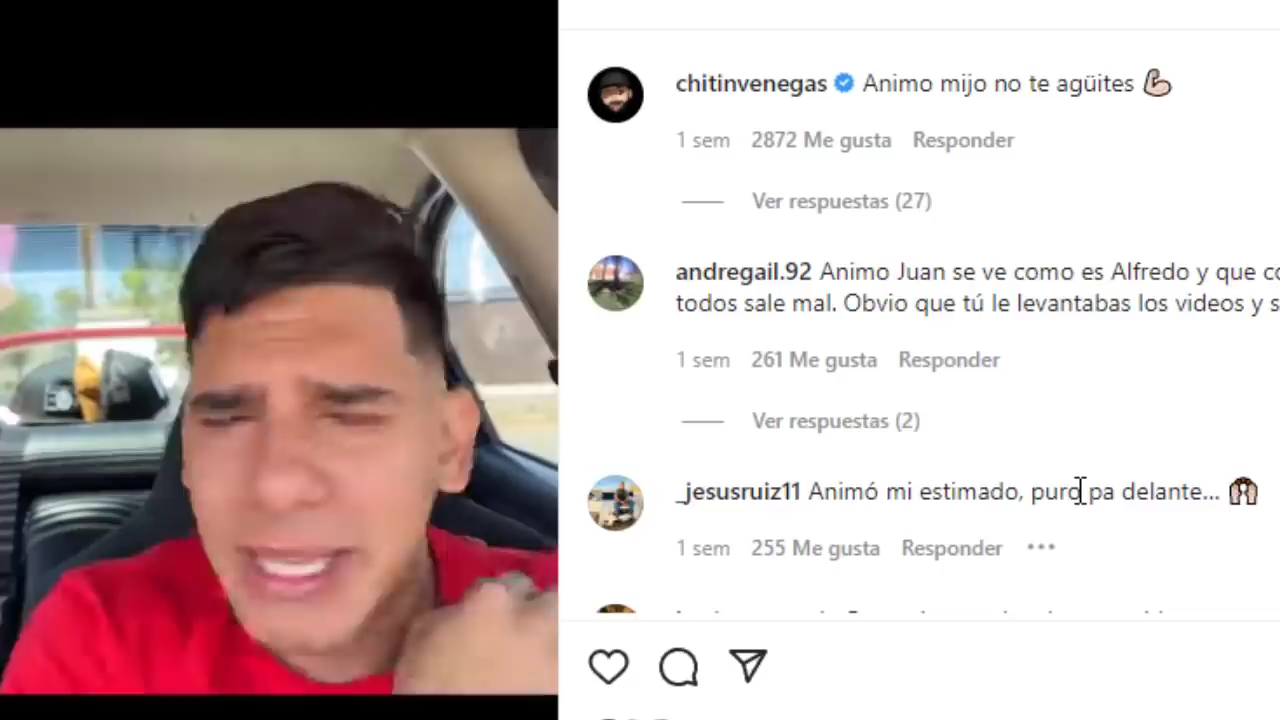 chitinvenegas Animo mijo no te agüites 💪
1 sem 2872 Me gusta Responder
Ver respuestas (27)
andregail.92 Animo Juan se ve como es Alfredo y que
todos sale mal. Obvio que tú le levantabas los videos y
1 sem 261 Me gusta Responder
Ver respuestas (2)
_jesusruiz11 Animó mi estimado, puro pa delante... 🙌
1 sem 255 Me gusta Responder